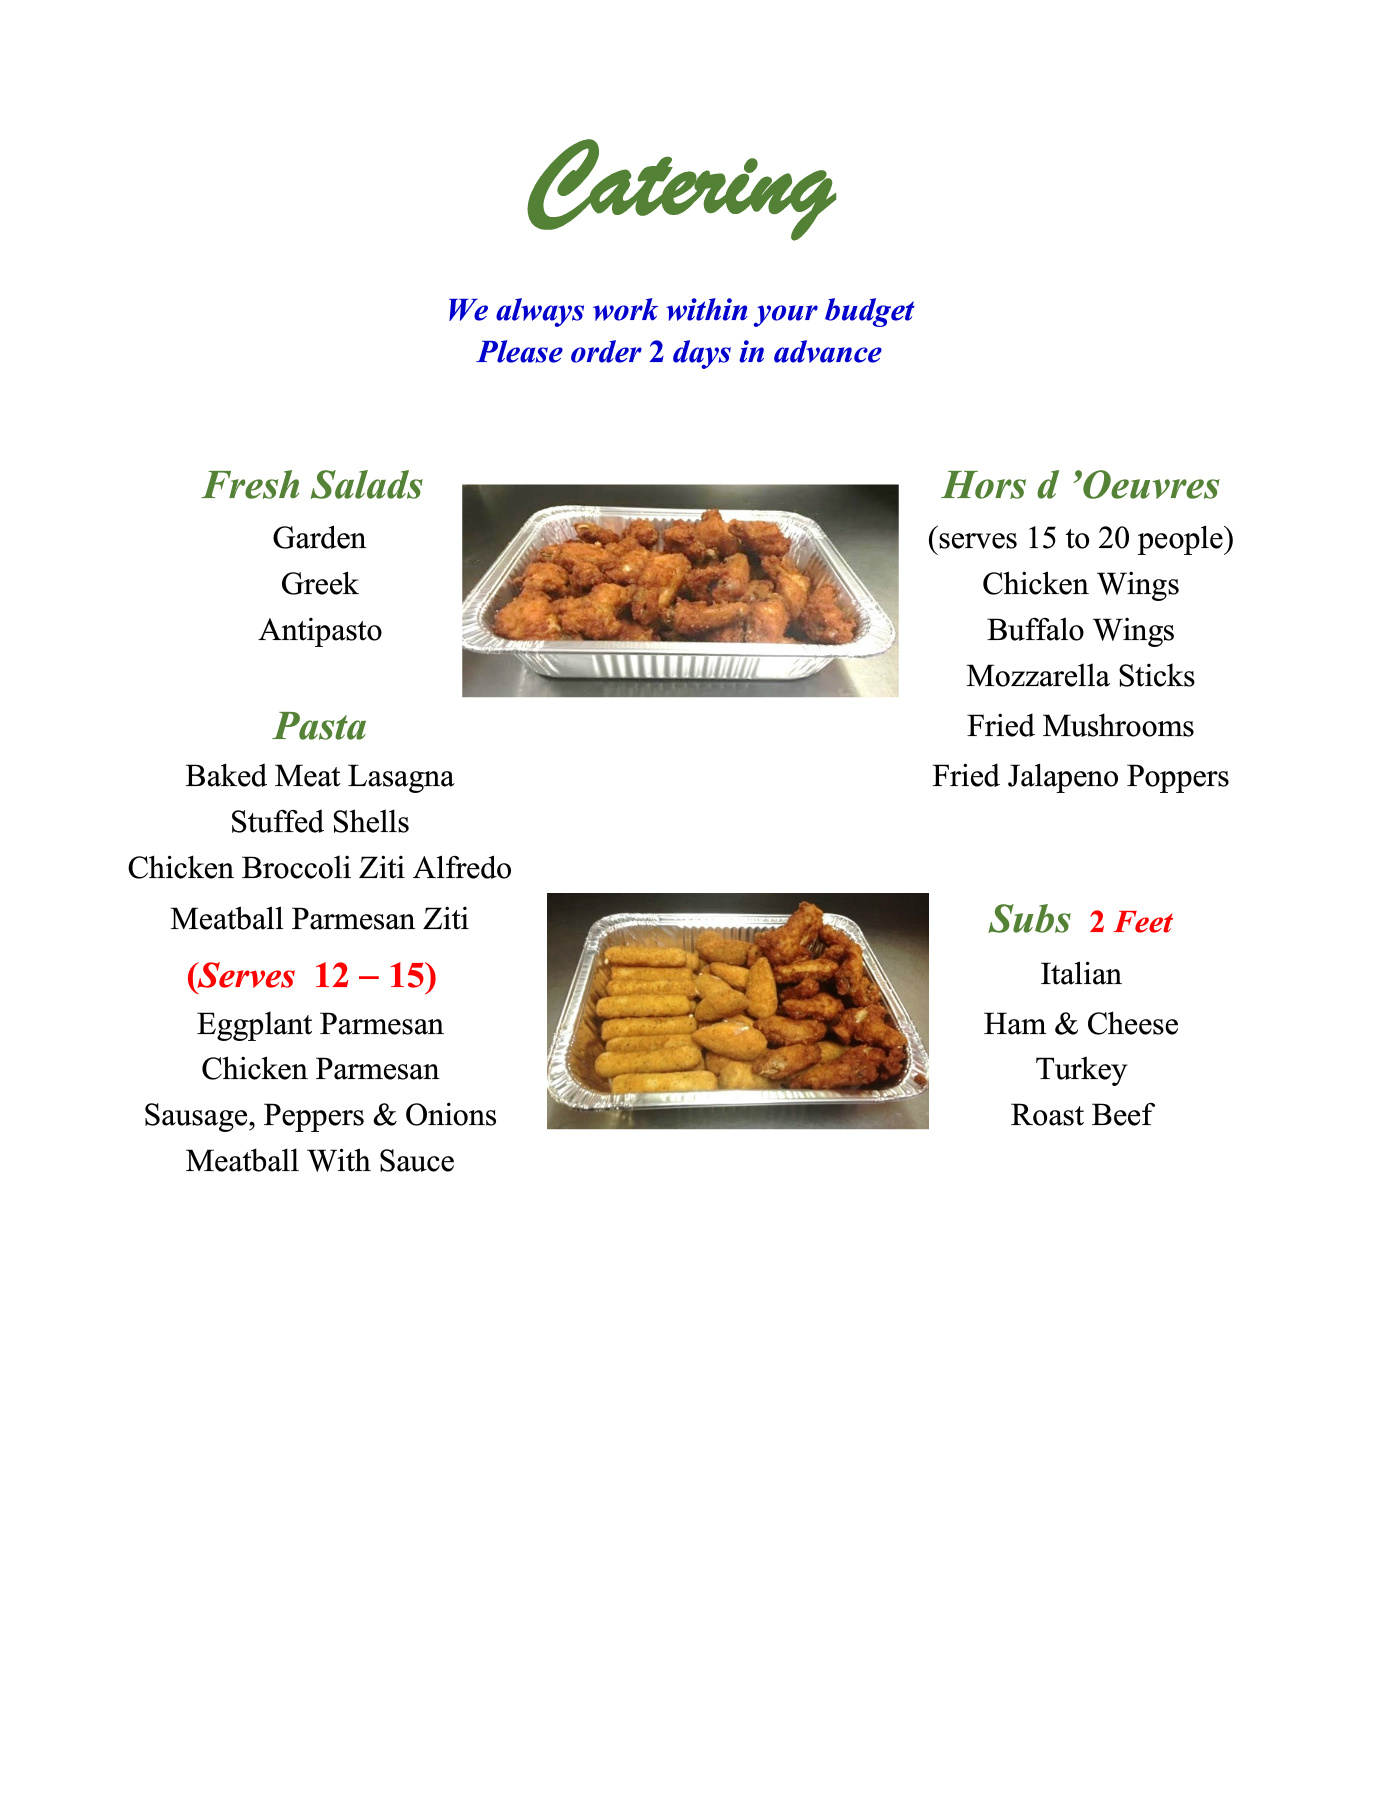 Catering
We always work within your budget
Please order 2 days in advance
Fresh Salads
Garden
Greek
Antipasto
Pasta
Baked Meat Lasagna
Stuffed Shells
Chicken Broccoli Ziti Alfredo
Meatball Parmesan Ziti
(Serves 12 – 15)
Eggplant Parmesan
Chicken Parmesan
Sausage, Peppers & Onions
Meatball With Sauce
Hors d ’Oeuvres
(serves 15 to 20 people)
Chicken Wings
Buffalo Wings
Mozzarella Sticks
Fried Mushrooms
Fried Jalapeno Poppers
Subs 2 Feet
Italian
Ham & Cheese
Turkey
Roast Beef